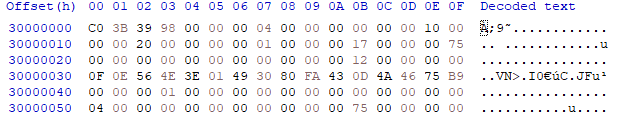 Offset(h) 00 01 02 03 04 05 06 07 08 09 0A 0B 0C 0D 0E 0F Decoded text
30000000 C0 3B 39 98 00 00 00 04 00 00 00 00 00 00 10 00 À;9˜............
30000010 00 00 20 00 00 00 00 01 00 00 00 17 00 00 00 75 .. ............u
30000020 00 00 00 00 00 00 00 00 00 00 00 12 00 00 00 00 ................
30000030 0F 0E 56 4E 3E 01 49 30 80 FA 43 0D 4A 46 75 B9 ..VN>.I0€úC.JFu¹
30000040 00 00 00 01 00 00 00 00 00 00 00 00 00 00 00 00 ................
30000050 04 00 00 00 00 00 00 00 00 00 00 75 00 00 00 00 ...........u....